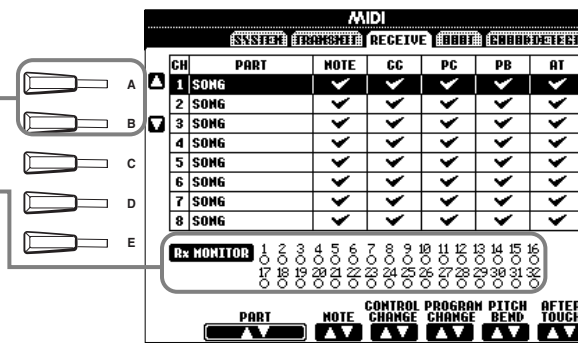 MIDI
SYSTEM TRANSMIT RECEIVE ROOT CHORD DETECT
CH PART NOTE CC PC PB AT
A 1 SONG
2 SONG
B 3 SONG
4 SONG
C 5 SONG
6 SONG
D 7 SONG
8 SONG
E
Rx MONITOR 1 2 3 4 5 6 7 8 9 10 11 12 13 14 15 16
17 18 19 20 21 22 23 24 25 26 27 28 29 30 31 32
CONTROL PROGRAM PITCH AFTER
PART NOTE CHANGE CHANGE BEND TOUCH